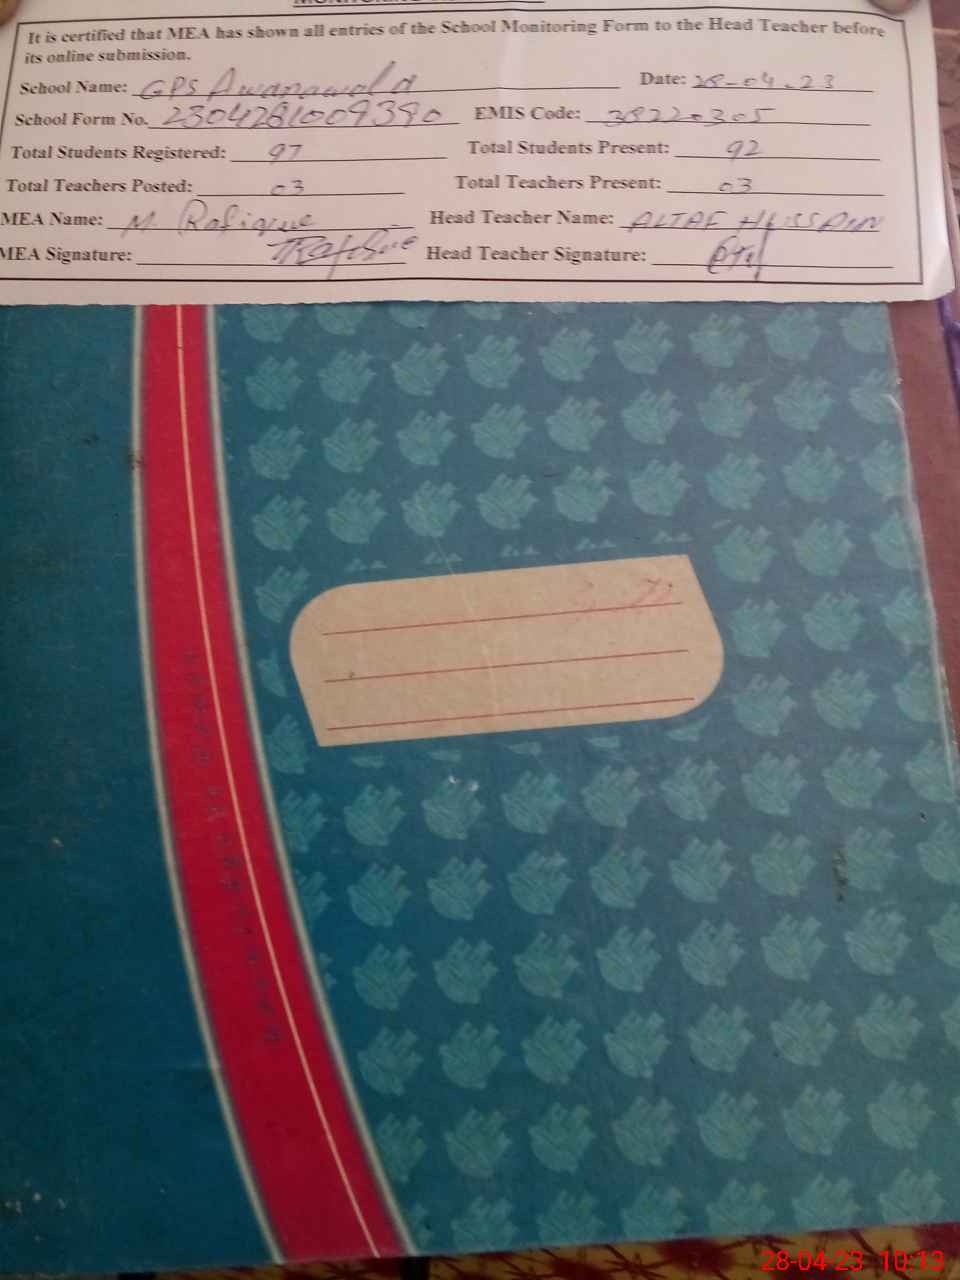 It is certified that MEA has shown all entries of the School Monitoring Form to the Head Teacher before
its online submission.
School Name: GPS Awanawala Date: 28-04-23
School Form No. 2304281009390 EMIS Code: 38220305
Total Students Registered: 97 Total Students Present: 92
Total Teachers Posted: 03 Total Teachers Present: 03
MEA Name: M. Rafique Head Teacher Name: ALTAF HUSSAIN
MEA Signature: Rafique Head Teacher Signature:
28-04-23 10:13